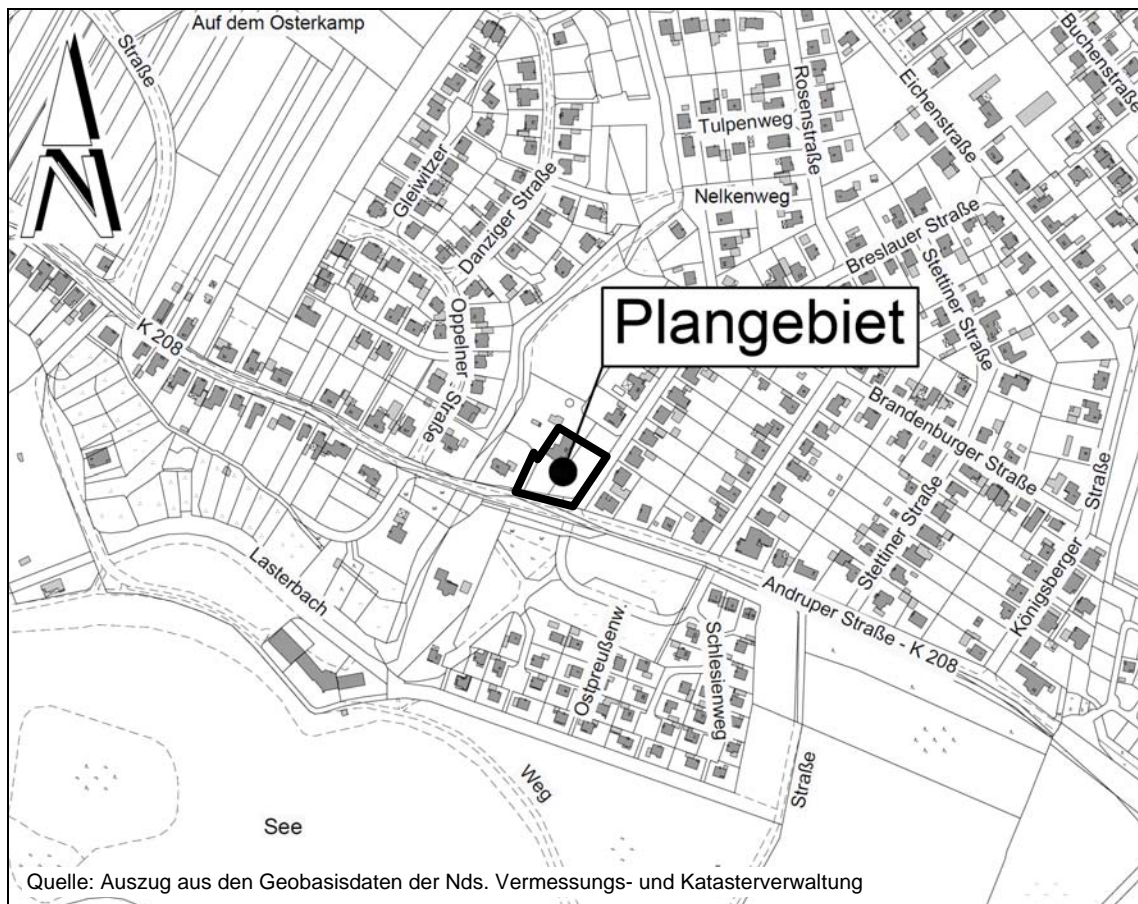 Auf dem Osterkamp
Straße
Buchenstraße
Eichenstraße
Rosenstraße
Tulpenweg
Gleiwitzer
Danziger Straße
Nelkenweg
Breslauer Straße
Stettiner Straße
N
K 208
Oppelner Straße
Plangebiet
Brandenburger Straße
Straße
Stettiner Straße
Königsberger
Lasterbach
Andruper Straße - K 208
Ostpreußenw.
Schlesienweg
Weg
Straße
See
Quelle: Auszug aus den Geobasisdaten der Nds. Vermessungs- und Katasterverwaltung